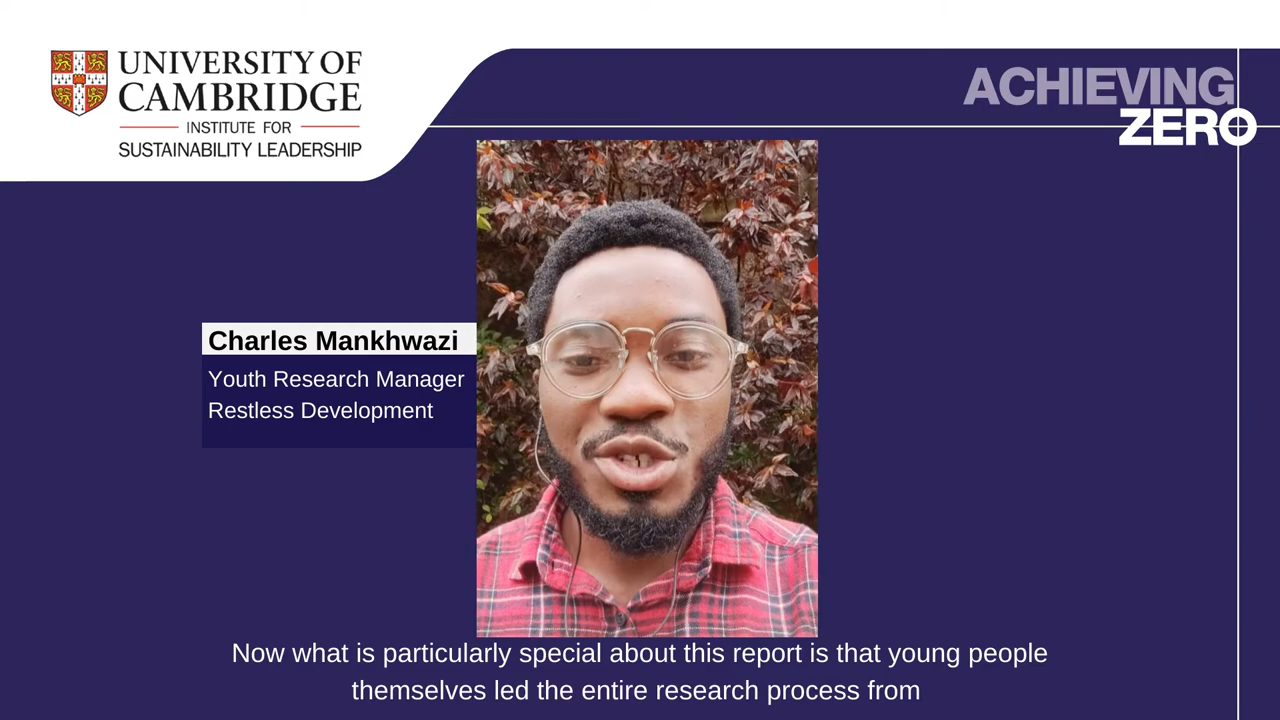 UNIVERSITY OF
CAMBRIDGE
INSTITUTE FOR
SUSTAINABILITY LEADERSHIP
ACHIEVING
ZERO
Charles Mankhwazi
Youth Research Manager
Restless Development
Now what is particularly special about this report is that young people
themselves led the entire research process from